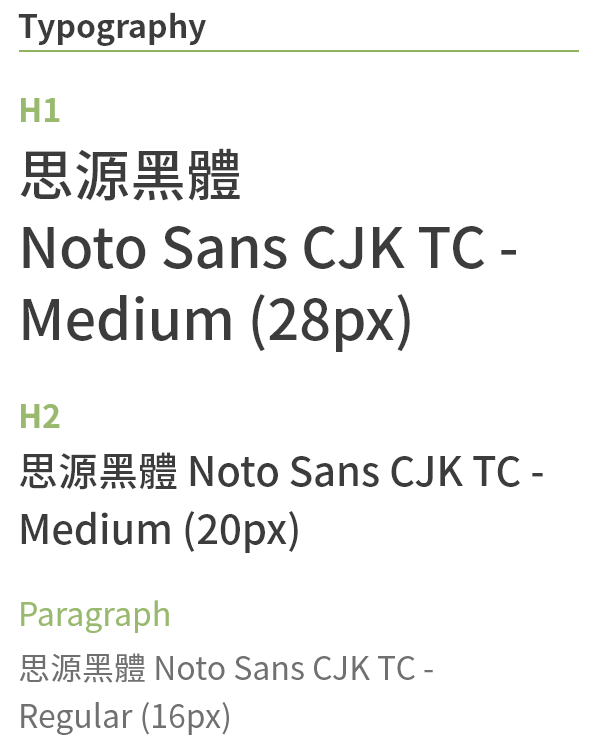 Typography
H1
思源黑體
Noto Sans CJK TC -
Medium (28px)
H2
思源黑體 Noto Sans CJK TC -
Medium (20px)
Paragraph
思源黑體 Noto Sans CJK TC -
Regular (16px)